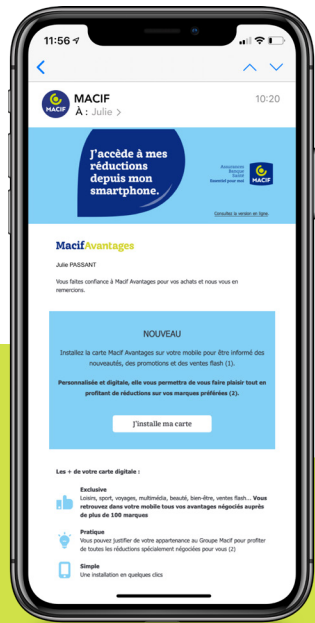 11:56
MACIF
10:20
MACIF
À : Julie >
J'accède à mes
réductions
depuis mon
smartphone.
Assurances
Banque
Santé
Essentiel pour moi
MACIF
Consultez la version en ligne.
MacifAvantages
Julie PASSANT
Vous faites confiance à Macif Avantages pour vos achats et nous vous en
remercions.
NOUVEAU
Installez la carte Macif Avantages sur votre mobile pour être informé des
nouveautés, des promotions et des ventes flash (1).
Personnalisée et digitale, elle vous permettra de vous faire plaisir tout en
profitant de réductions sur vos marques préférées (2).
J'installe ma carte
Les + de votre carte digitale :
Exclusive
Loisirs, sport, voyages, multimédia, beauté, bien-être, ventes flash... Vous
retrouvez dans votre mobile tous vos avantages négociés auprès
de plus de 100 marques
Pratique
Vous pouvez justifier de votre appartenance au Groupe Macif pour profiter
de toutes les réductions spécialement négociées pour vous (2)
Simple
Une installation en quelques clics